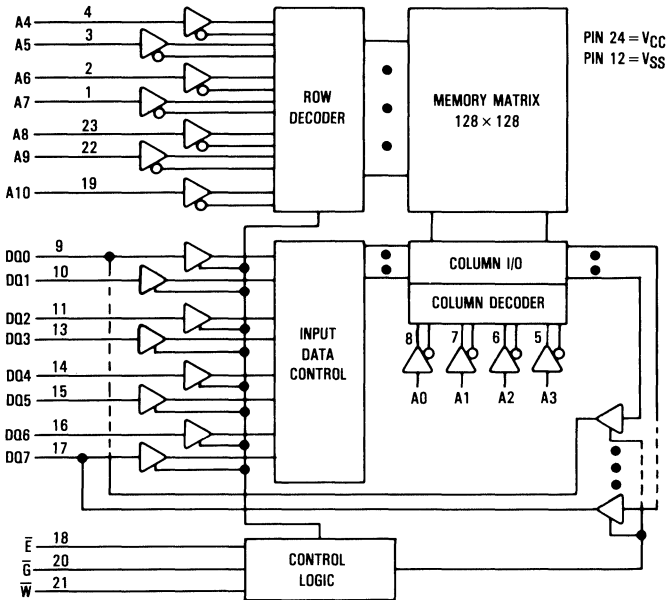 A4 4
A5 3
A6 2
A7 1
A8 23
A9 22
A10 19
ROW
DECODER
MEMORY MATRIX
128 × 128
PIN 24 = VCC
PIN 12 = VSS
DQ0 9
DQ1 10
DQ2 11
DQ3 13
DQ4 14
DQ5 15
DQ6 16
DQ7 17
INPUT
DATA
CONTROL
COLUMN I/O
COLUMN DECODER
8 7 6 5
A0 A1 A2 A3
E̅ 18
G̅ 20
W̅ 21
CONTROL
LOGIC